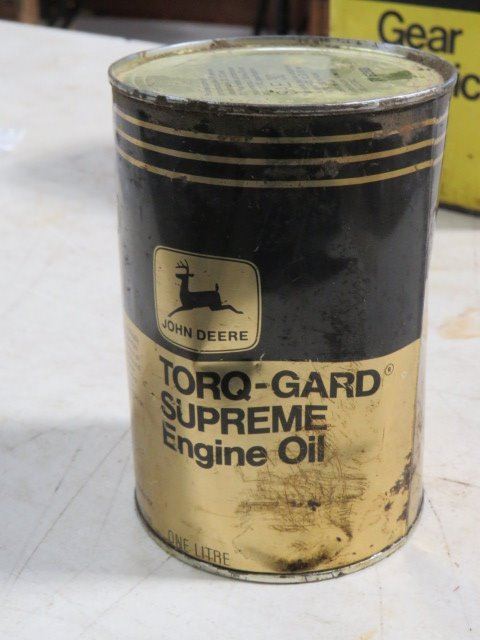 Gear
JOHN DEERE
TORQ-GARD®
SUPREME
Engine Oil
ONE LITRE